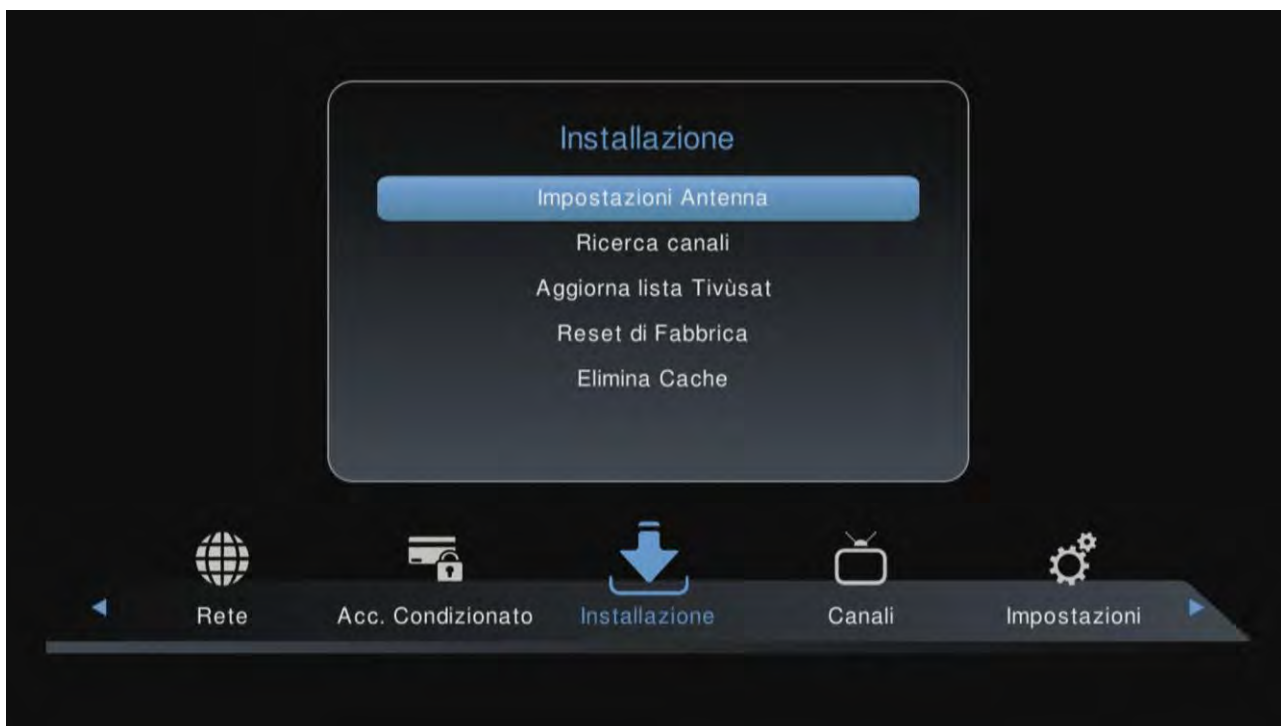 Installazione
Impostazioni Antenna
Ricerca canali
Aggiorna lista Tivùsat
Reset di Fabbrica
Elimina Cache
Rete Acc. Condizionato Installazione Canali Impostazioni